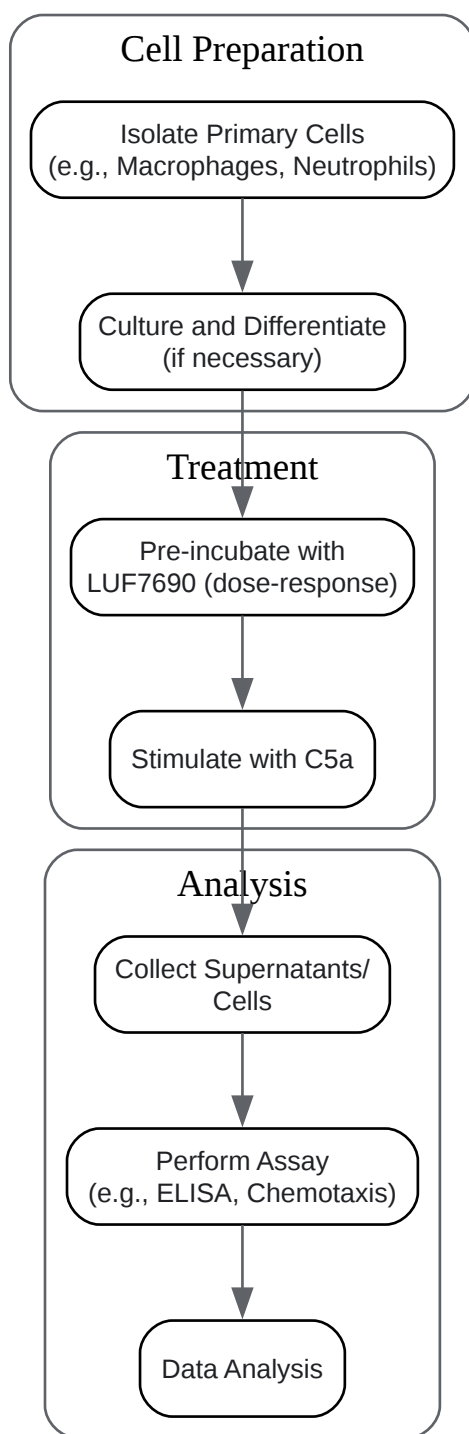 Cell Preparation
Isolate Primary Cells
(e.g., Macrophages, Neutrophils)
Culture and Differentiate
(if necessary)
Treatment
Pre-incubate with
LUF7690 (dose-response)
Stimulate with C5a
Analysis
Collect Supernatants/
Cells
Perform Assay
(e.g., ELISA, Chemotaxis)
Data Analysis